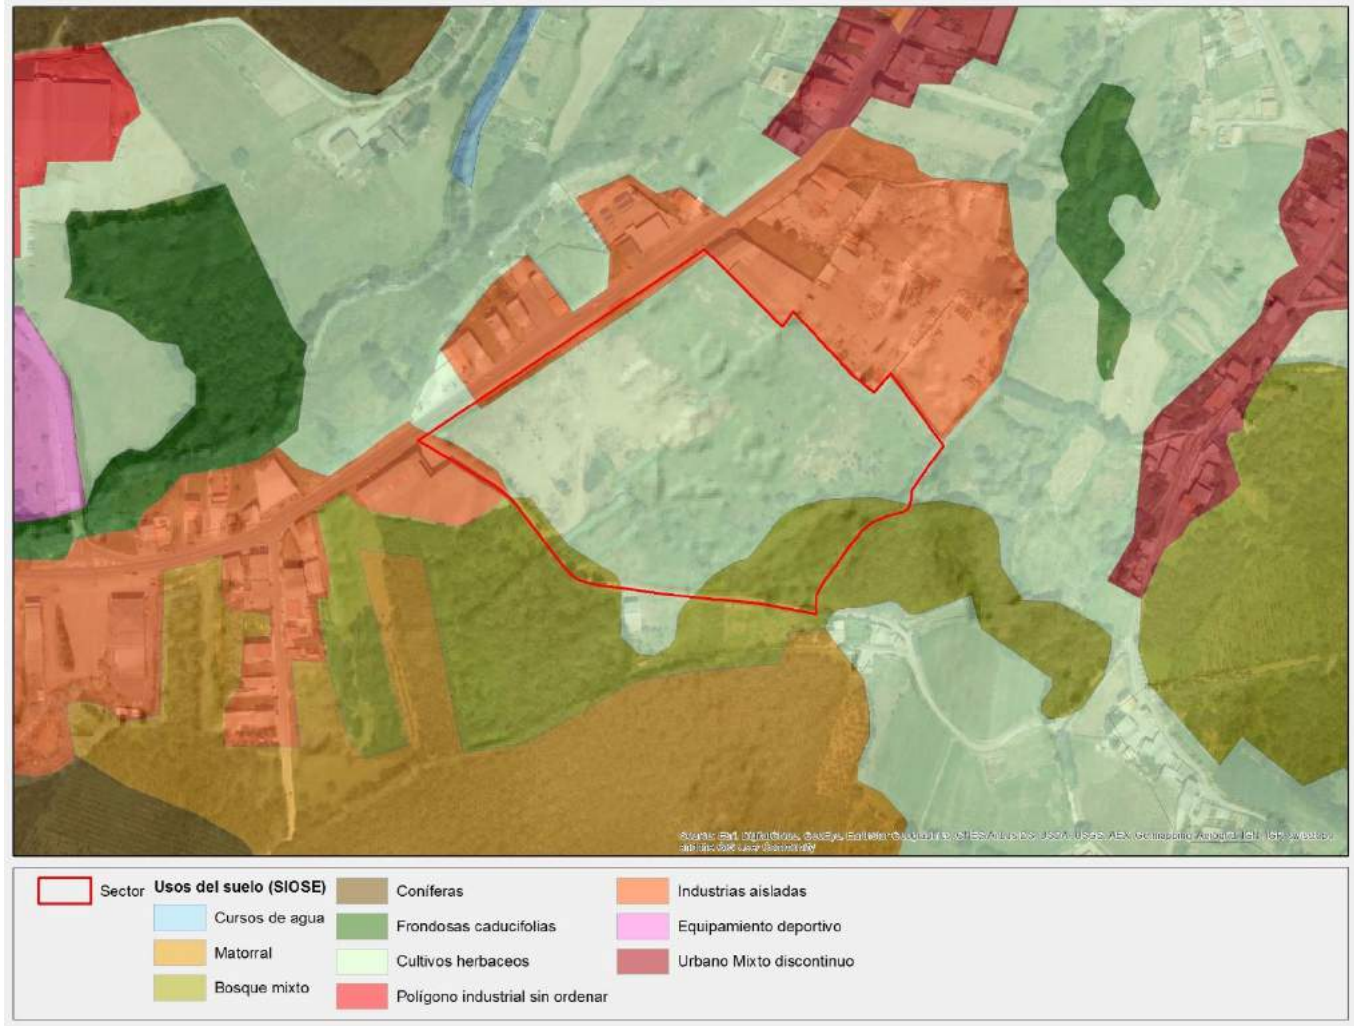 Sector
Usos del suelo (SIOSE)
Cursos de agua
Matorral
Bosque mixto
Coníferas
Frondosas caducifolias
Cultivos herbaceos
Polígono industrial sin ordenar
Industrias aisladas
Equipamiento deportivo
Urbano Mixto discontinuo